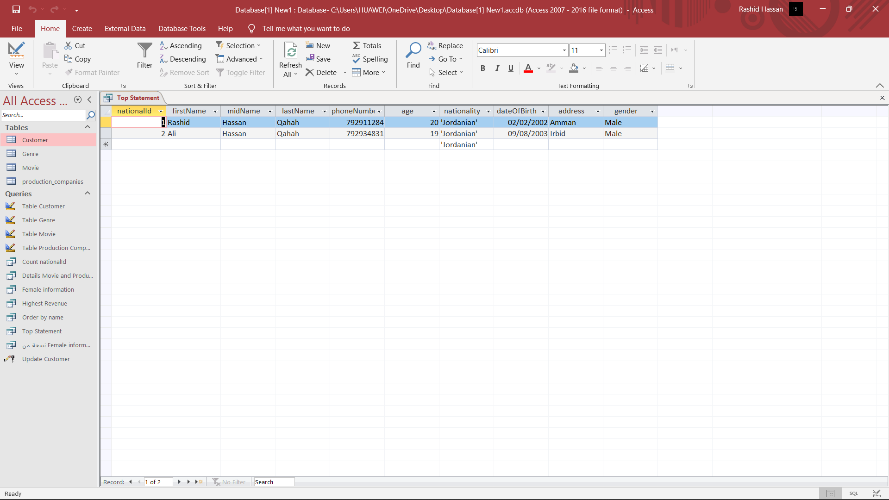 Database[1] New1 : Database- C:\Users\HUAWEI\OneDrive\Desktop\Database[1] New1.accdb (Access 2007 - 2016 file format) - Access
Rashid Hassan
File Home Create External Data Database Tools Help Tell me what you want to do
View
Views
Paste
Cut
Copy
Format Painter
Clipboard
Filter
Ascending
Descending
Remove Sort
Selection
Advanced
Toggle Filter
Sort & Filter
Refresh All
New
Save
Delete
Totals
Spelling
More
Records
Find
Replace
Go To
Select
Find
Calibri 11
B I U A
Text Formatting
All Access ...
Search...
Tables
Customer
Genre
Movie
production_companies
Queries
Table Customer
Table Genre
Table Movie
Table Production Comp...
Count nationalId
Details Movie and Produ...
Female Information
Highest Revenue
Order by name
Top Statement
Female inform...
Update Customer
Top Statement
nationalId firstName midName lastName phoneNumbe age nationality dateOfBirth address gender
1 Rashid Hassan Qahah 792911284 20 'Jordanian' 02/02/2002 Amman Male
2 Ali Hassan Qahah 792934831 19 'Jordanian' 09/08/2003 Irbid Male
'Jordanian'
Record: 1 of 2 No Filter Search
Ready
SQL